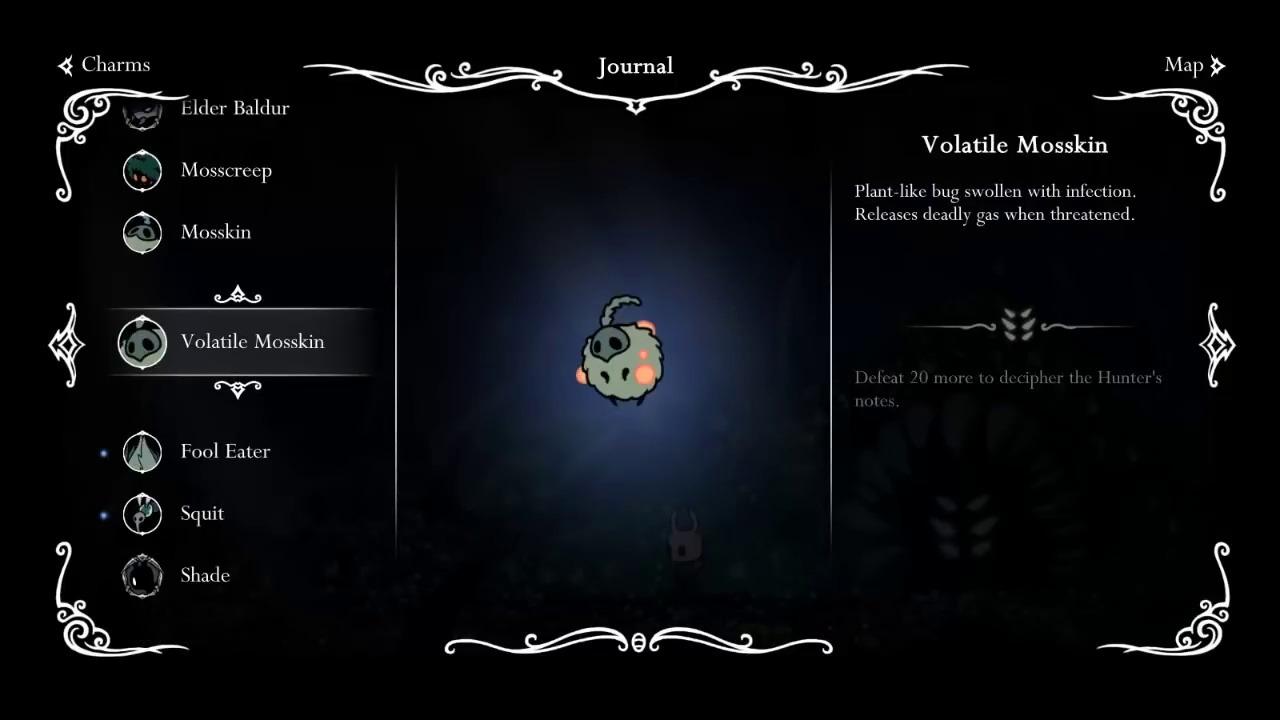 Charms
Journal
Map
Elder Baldur
Mosscreep
Mosskin
Volatile Mosskin
Fool Eater
Squit
Shade
Volatile Mosskin
Plant-like bug swollen with infection.
Releases deadly gas when threatened.
Defeat 20 more to decipher the Hunter's
notes.